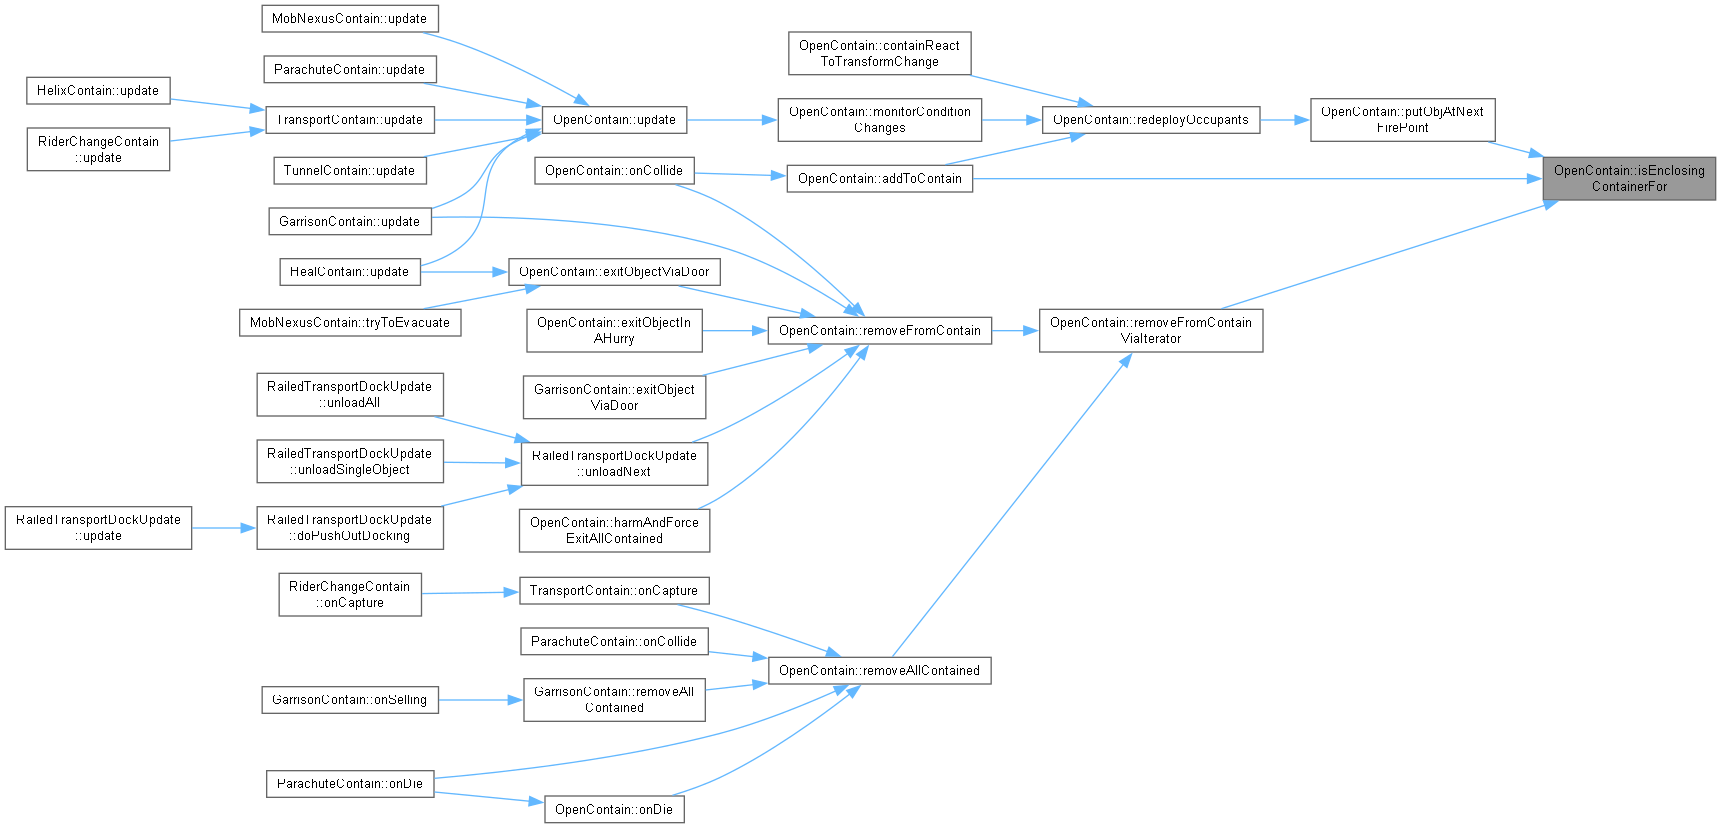 MobNexusContain::update
ParachuteContain::update
HelixContain::update
TransportContain::update
RiderChangeContain
::update
TunnelContain::update
GarrisonContain::update
HealContain::update
MobNexusContain::tryToEvacuate
RailedTransportDockUpdate
::unloadAll
RailedTransportDockUpdate
::unloadSingleObject
RailedTransportDockUpdate
::update
RailedTransportDockUpdate
::doPushOutDocking
RiderChangeContain
::onCapture
GarrisonContain::onSelling
ParachuteContain::onDie
OpenContain::update
OpenContain::onCollide
OpenContain::exitObjectViaDoor
OpenContain::exitObjectIn
AHurry
GarrisonContain::exitObject
ViaDoor
RailedTransportDockUpdate
::unloadNext
OpenContain::harmAndForce
ExitAllContained
TransportContain::onCapture
ParachuteContain::onCollide
GarrisonContain::removeAll
Contained
OpenContain::onDie
OpenContain::containReact
ToTransformChange
OpenContain::monitorCondition
Changes
OpenContain::addToContain
OpenContain::removeFromContain
OpenContain::removeAllContained
OpenContain::redeployOccupants
OpenContain::removeFromContain
ViaIterator
OpenContain::putObjAtNext
FirePoint
OpenContain::isEnclosing
ContainerFor